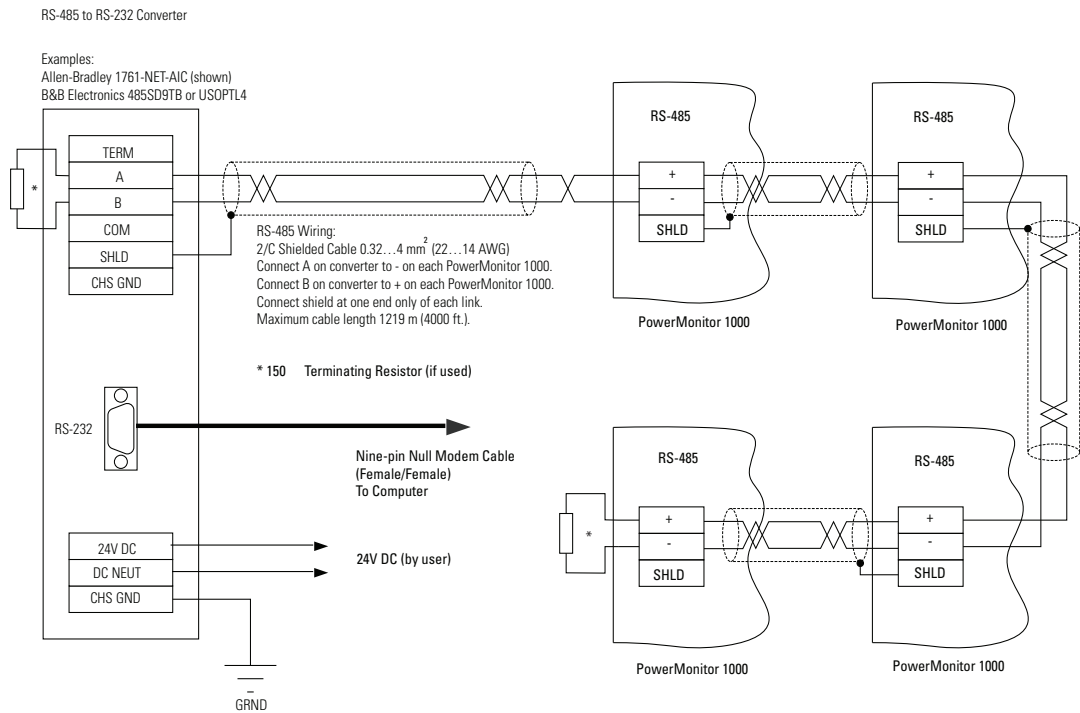 RS-485 to RS-232 Converter
Examples:
Allen-Bradley 1761-NET-AIC (shown)
B&B Electronics 485SD9TB or USOPTL4
TERM
A
B
COM
SHLD
CHS GND
*
RS-485 Wiring:
2/C Shielded Cable 0.32...4 mm² (22...14 AWG)
Connect A on converter to - on each PowerMonitor 1000.
Connect B on converter to + on each PowerMonitor 1000.
Connect shield at one end only of each link.
Maximum cable length 1219 m (4000 ft.).
* 150 Terminating Resistor (if used)
RS-485
+
-
SHLD
PowerMonitor 1000
RS-485
+
-
SHLD
PowerMonitor 1000
RS-232
Nine-pin Null Modem Cable
(Female/Female)
To Computer
24V DC
DC NEUT
CHS GND
24V DC (by user)
GRND
*
RS-485
+
-
SHLD
PowerMonitor 1000
RS-485
+
-
SHLD
PowerMonitor 1000